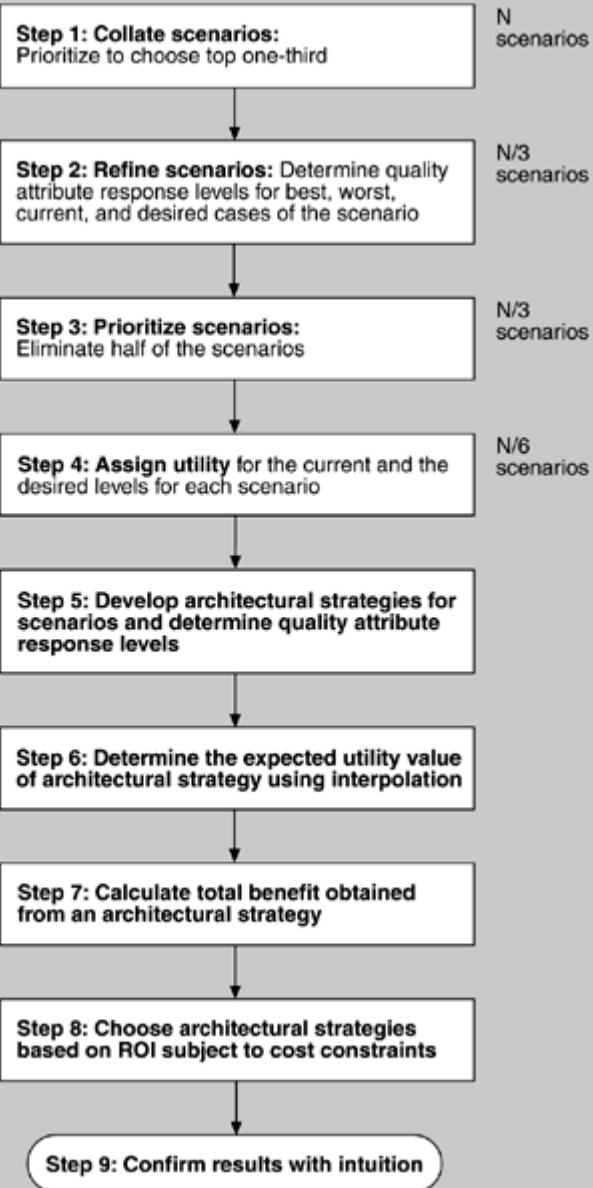 Step 1: Collate scenarios:
Prioritize to choose top one-third
N
scenarios
Step 2: Refine scenarios: Determine quality
attribute response levels for best, worst,
current, and desired cases of the scenario
N/3
scenarios
Step 3: Prioritize scenarios:
Eliminate half of the scenarios
N/3
scenarios
Step 4: Assign utility for the current and the
desired levels for each scenario
N/6
scenarios
Step 5: Develop architectural strategies for
scenarios and determine quality attribute
response levels
Step 6: Determine the expected utility value
of architectural strategy using interpolation
Step 7: Calculate total benefit obtained
from an architectural strategy
Step 8: Choose architectural strategies
based on ROI subject to cost constraints
Step 9: Confirm results with intuition